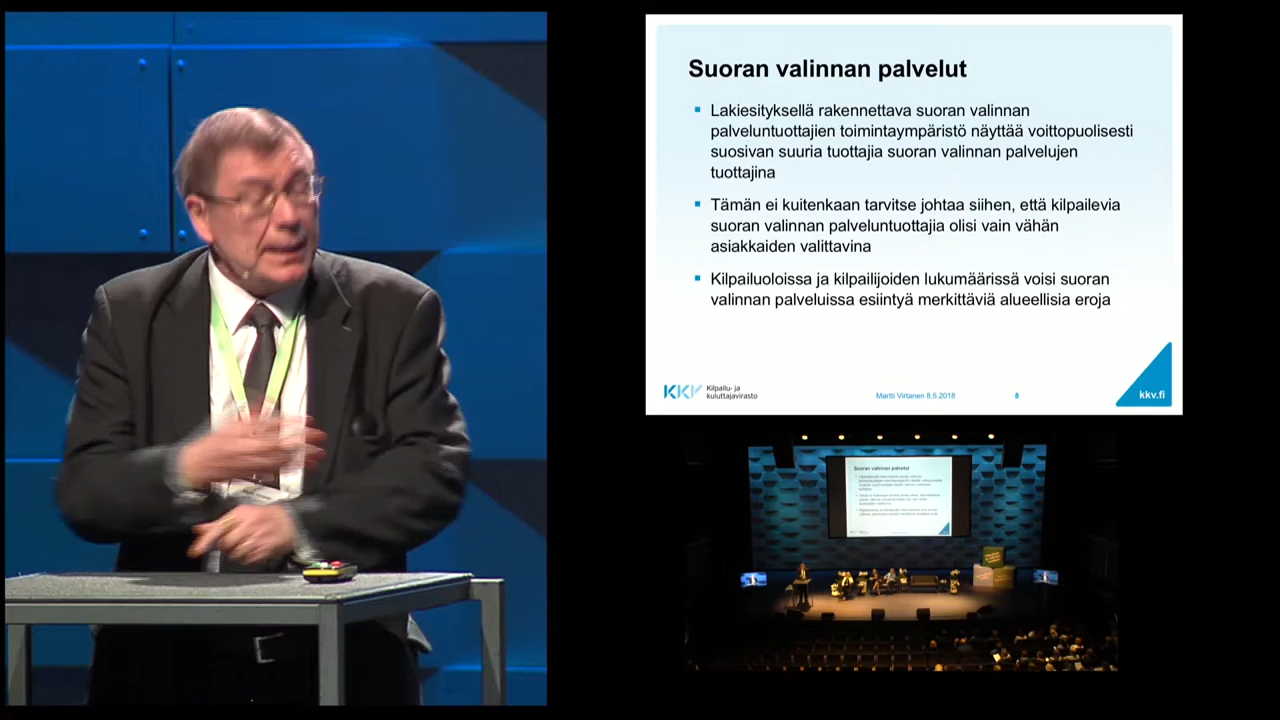 Suoran valinnan palvelut
Lakiesityksellä rakennettava suoran valinnan
palveluntuottajien toimintaympäristö näyttää voittopuolisesti
suosivan suuria tuottajia suoran valinnan palvelujen
tuottajina
Tämän ei kuitenkaan tarvitse johtaa siihen, että kilpailevia
suoran valinnan palveluntuottajia olisi vain vähän
asiakkaiden valittavina
Kilpailuoloissa ja kilpailijoiden lukumäärissä voisi suoran
valinnan palveluissa esiintyä merkittäviä alueellisia eroja
KKV Kilpailu- ja
kuluttajavirasto
Martti Virtanen 8.5.2018
8
kkv.fi
Suoran valinnan palvelut